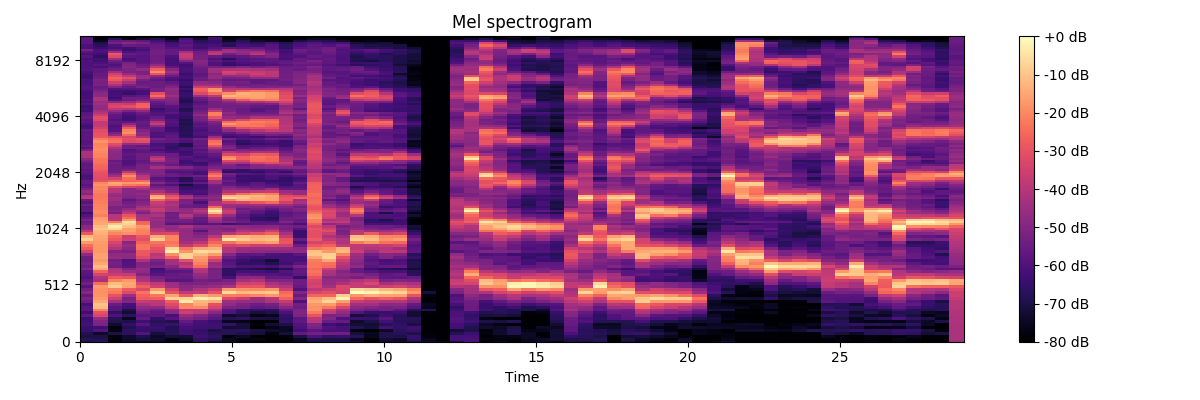 Mel spectrogram
8192
4096
2048
1024
512
0
Hz
0 5 10 15 20 25
Time
+0 dB
-10 dB
-20 dB
-30 dB
-40 dB
-50 dB
-60 dB
-70 dB
-80 dB